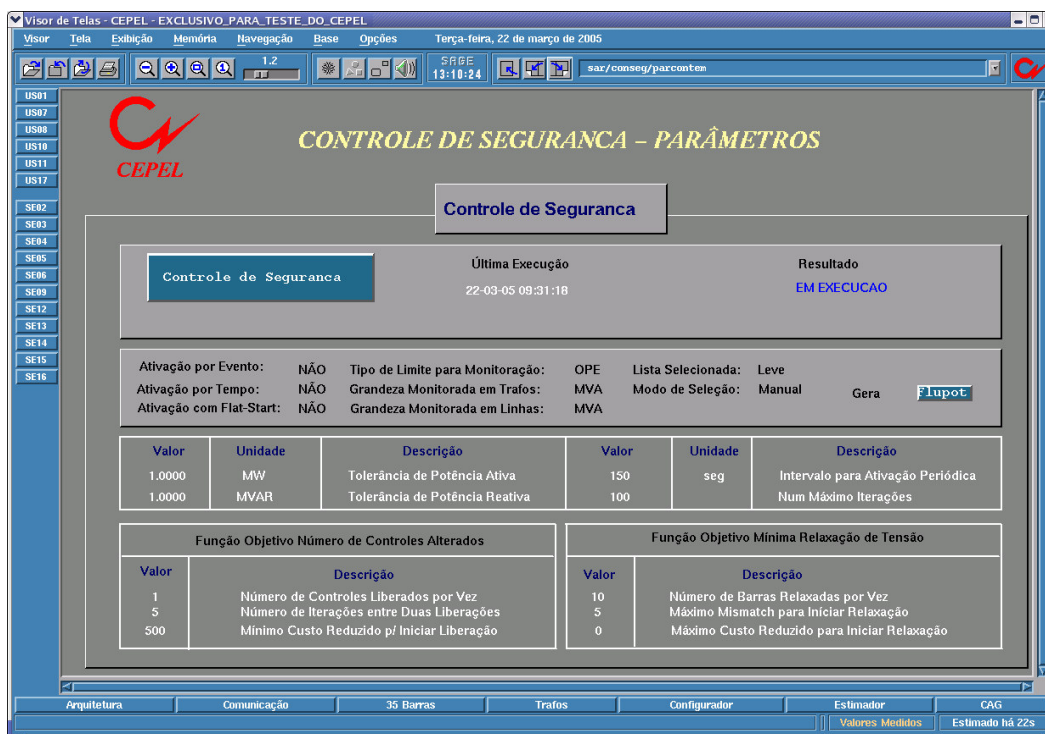 Visor de Telas - CEPEL - EXCLUSIVO_PARA_TESTE_DO_CEPEL
Visor Tela Exibição Memória Navegação Base Opções Terça-feira, 22 de março de 2005
1.2 SAGE 13:10:24 sar/conseg/parcontem
US01
US07
US08
US10
US11
US17
SE02
SE03
SE04
SE05
SE06
SE09
SE12
SE13
SE14
SE15
SE16
CEPEL
CONTROLE DE SEGURANCA – PARÂMETROS
Controle de Seguranca
Controle de Seguranca Última Execução Resultado
22-03-05 09:31:18 EM EXECUCAO
Ativação por Evento: NÃO Tipo de Limite para Monitoração: OPE Lista Selecionada: Leve
Ativação por Tempo: NÃO Grandeza Monitorada em Trafos: MVA Modo de Seleção: Manual Gera Flupot
Ativação com Flat-Start: NÃO Grandeza Monitorada em Linhas: MVA
Valor Unidade Descrição Valor Unidade Descrição
1.0000 MW Tolerância de Potência Ativa 150 seg Intervalo para Ativação Periódica
1.0000 MVAR Tolerância de Potência Reativa 100 Num Máximo Iterações
Função Objetivo Número de Controles Alterados
Valor Descrição
1 Número de Controles Liberados por Vez
5 Número de Iterações entre Duas Liberações
500 Mínimo Custo Reduzido p/ Iniciar Liberação
Função Objetivo Mínima Relaxação de Tensão
Valor Descrição
10 Número de Barras Relaxadas por Vez
5 Máximo Mismatch para Iníciar Relaxação
0 Máximo Custo Reduzido para Iniciar Relaxação
Arquitetura Comunicação 35 Barras Trafos Configurador Estimador CAG
Valores Medidos Estimado há 22s